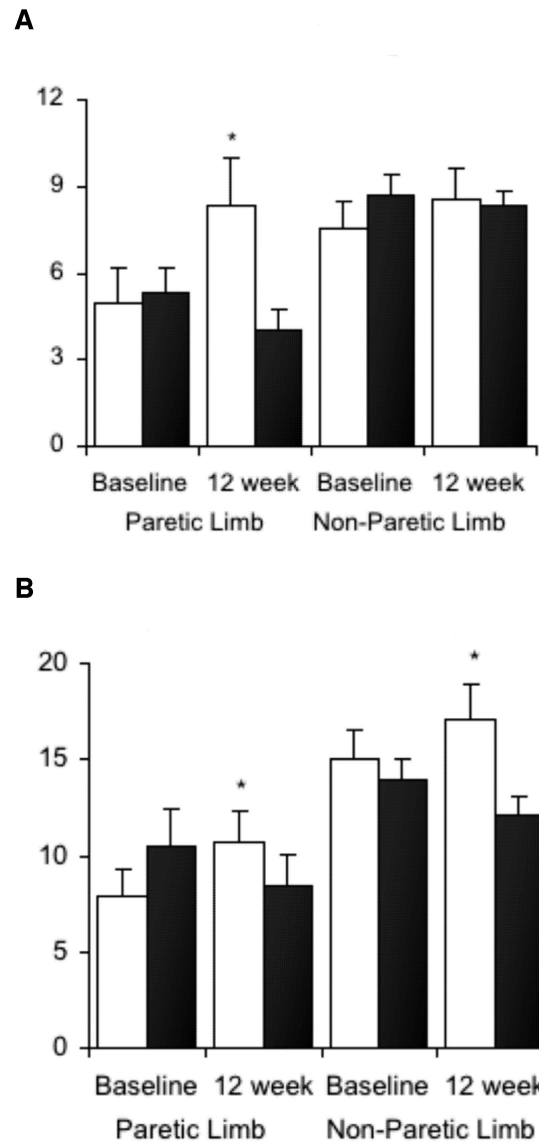 A
12
*
9
6
3
0
Baseline 12 week Baseline 12 week
Paretic Limb Non-Paretic Limb
B
20
*
15
*
10
5
0
Baseline 12 week Baseline 12 week
Paretic Limb Non-Paretic Limb